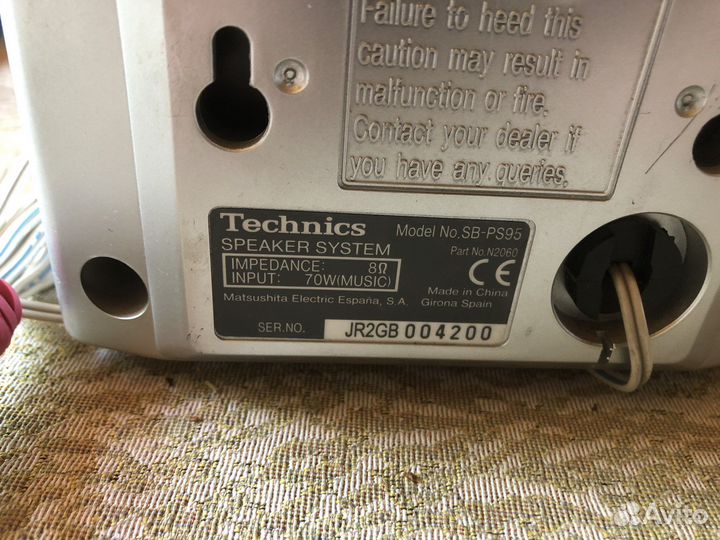 Failure to heed this
caution may result in
malfunction or fire.
Contact your dealer if
you have any queries.
Technics Model No.SB-PS95
SPEAKER SYSTEM Part No.N2060
IMPEDANCE: 8Ω
INPUT: 70W(MUSIC)
CE
Made in China
Matsushita Electric España, S.A. Girona Spain
SER.NO. JR2GB004200
Avito